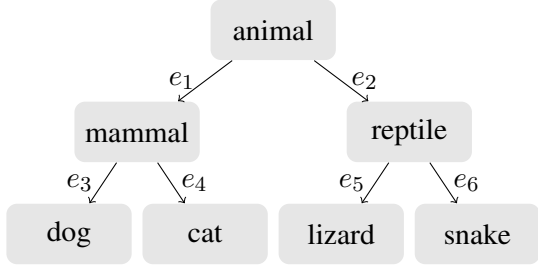 animal
e1 e2
mammal reptile
e3 e4 e5 e6
dog cat lizard snake